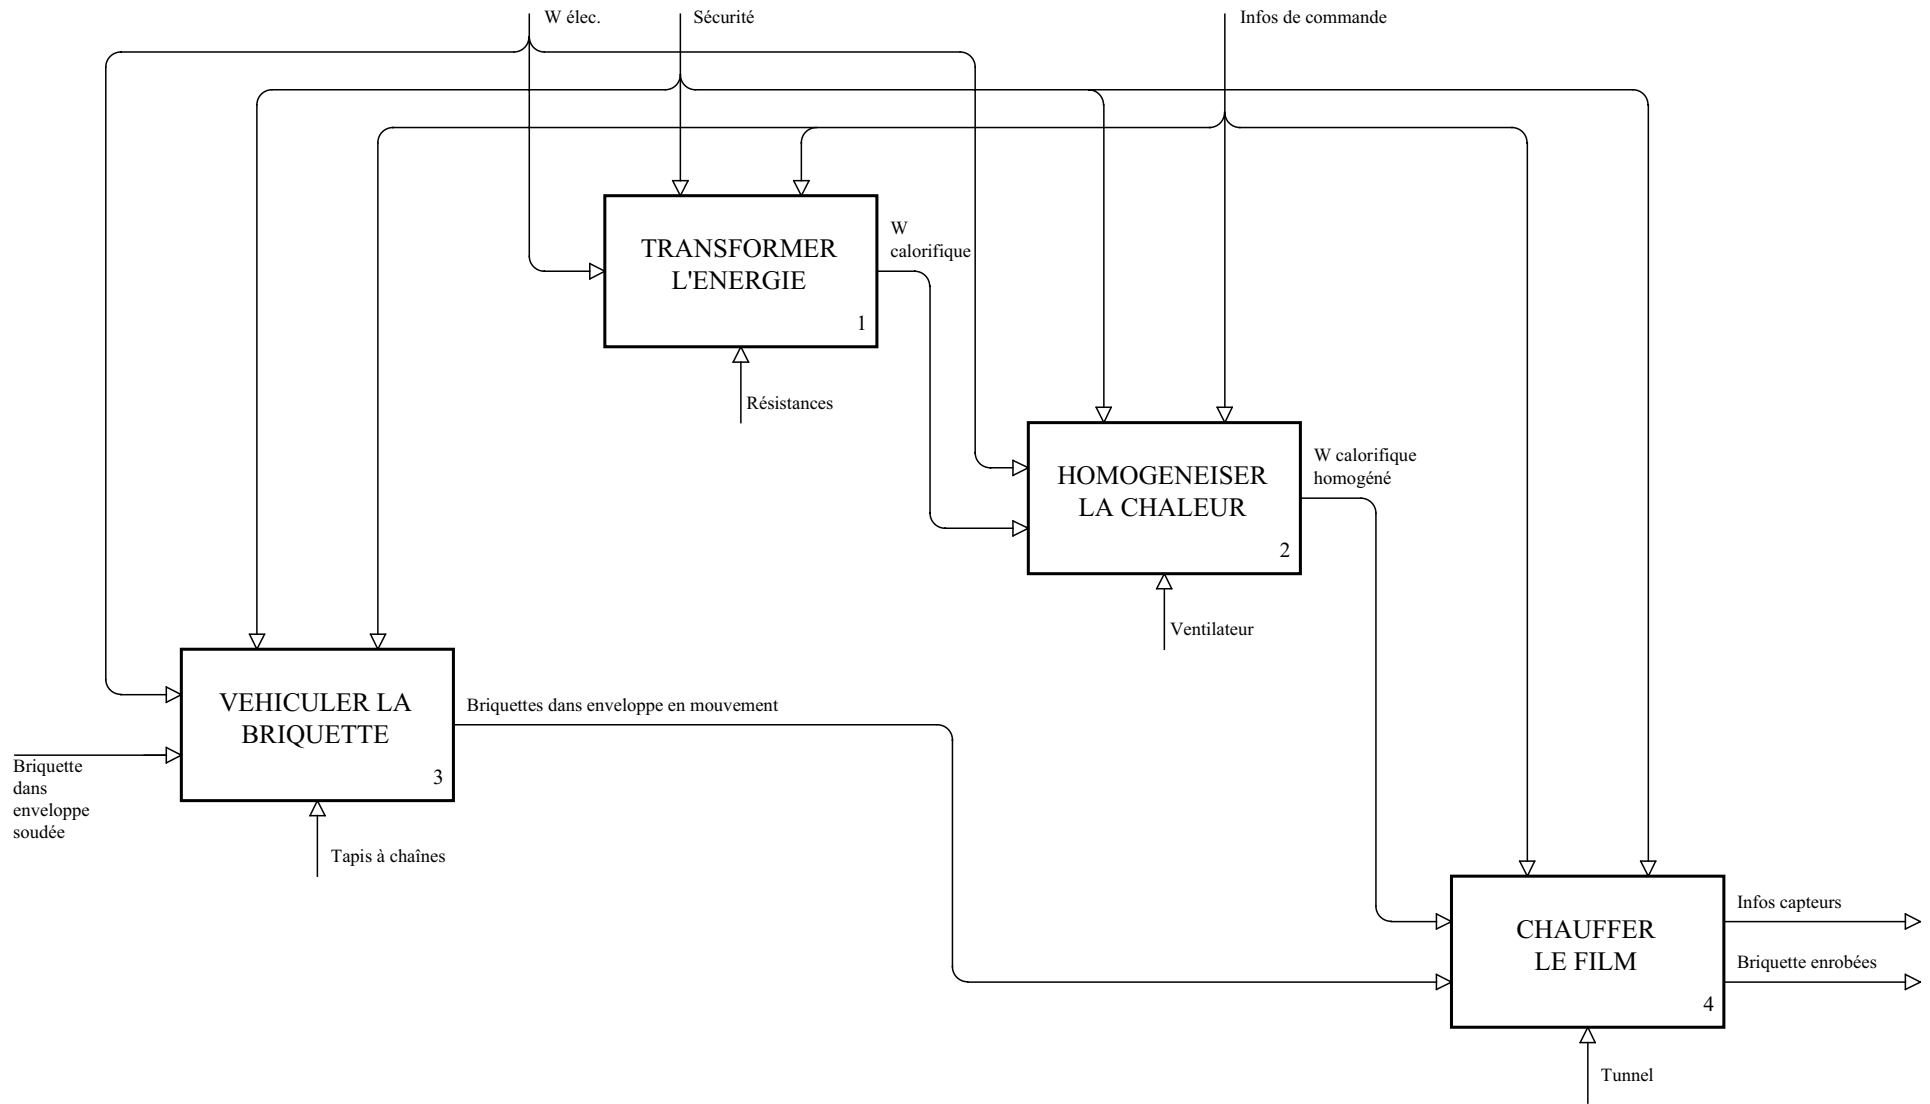 W élec.
Sécurité
Infos de commande
TRANSFORMER
L'ENERGIE
1
W
calorifique
Résistances
HOMOGENEISER
LA CHALEUR
2
W calorifique
homogéné
Ventilateur
VEHICULER LA
BRIQUETTE
3
Briquettes dans enveloppe en mouvement
Briquette
dans
enveloppe
soudée
Tapis à chaînes
CHAUFFER
LE FILM
4
Infos capteurs
Briquette enrobées
Tunnel